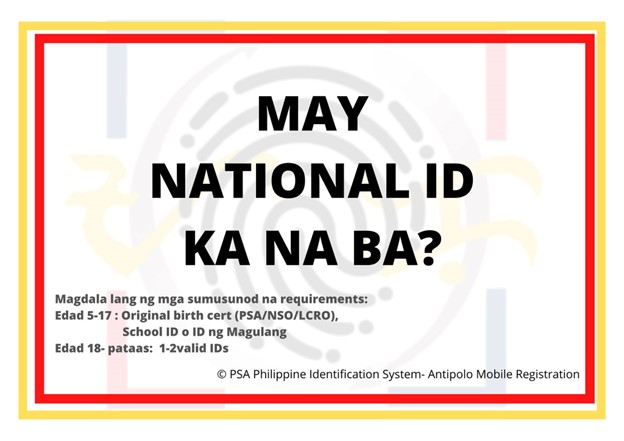 MAY
NATIONAL ID
KA NA BA?
Magdala lang ng mga sumusunod na requirements:
Edad 5-17 : Original birth cert (PSA/NSO/LCRO),
School ID o ID ng Magulang
Edad 18- pataas: 1-2valid IDs
© PSA Philippine Identification System- Antipolo Mobile Registration